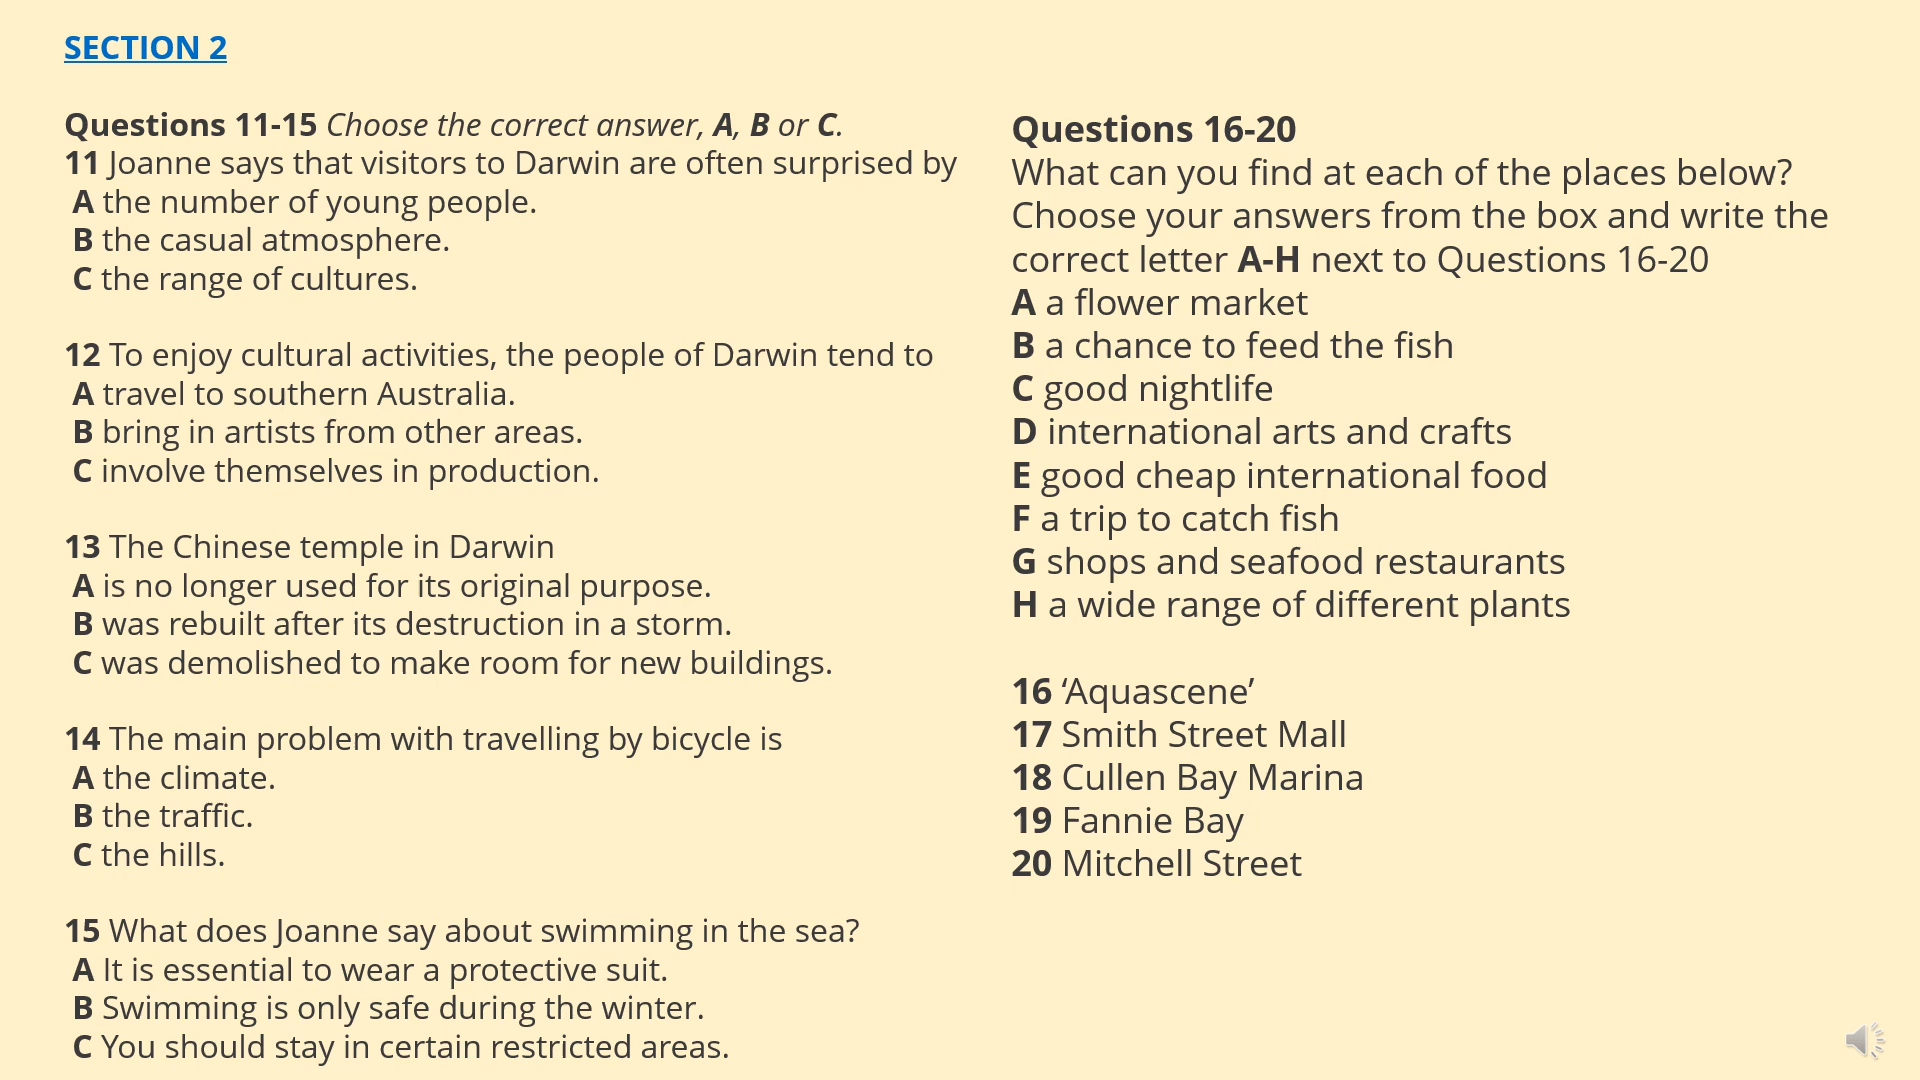 SECTION 2
Questions 11-15 Choose the correct answer, A, B or C.
11 Joanne says that visitors to Darwin are often surprised by
A the number of young people.
B the casual atmosphere.
C the range of cultures.
12 To enjoy cultural activities, the people of Darwin tend to
A travel to southern Australia.
B bring in artists from other areas.
C involve themselves in production.
13 The Chinese temple in Darwin
A is no longer used for its original purpose.
B was rebuilt after its destruction in a storm.
C was demolished to make room for new buildings.
14 The main problem with travelling by bicycle is
A the climate.
B the traffic.
C the hills.
15 What does Joanne say about swimming in the sea?
A It is essential to wear a protective suit.
B Swimming is only safe during the winter.
C You should stay in certain restricted areas.
Questions 16-20
What can you find at each of the places below?
Choose your answers from the box and write the
correct letter A-H next to Questions 16-20
A a flower market
B a chance to feed the fish
C good nightlife
D international arts and crafts
E good cheap international food
F a trip to catch fish
G shops and seafood restaurants
H a wide range of different plants
16 ‘Aquascene’
17 Smith Street Mall
18 Cullen Bay Marina
19 Fannie Bay
20 Mitchell Street